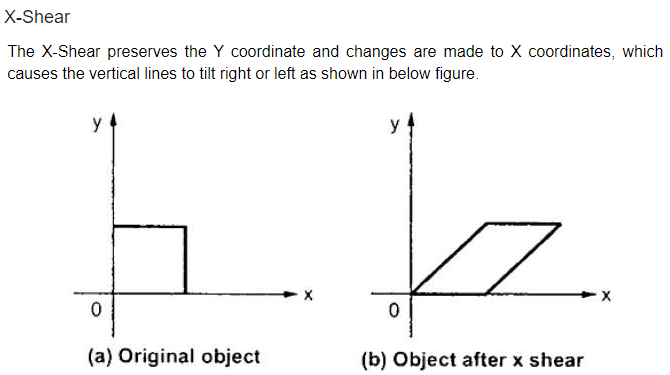 X-Shear
The X-Shear preserves the Y coordinate and changes are made to X coordinates, which
causes the vertical lines to tilt right or left as shown in below figure.
y
y
x
x
0
0
(a) Original object
(b) Object after x shear